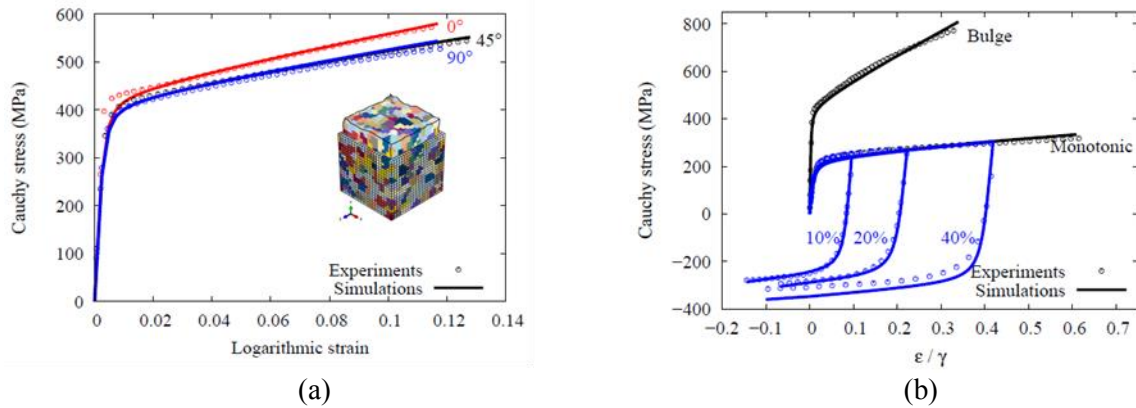 600
500
400
300
200
100
0
Cauchy stress (MPa)
0°
45°
90°
Experiments
Simulations
0 0.02 0.04 0.06 0.08 0.1 0.12 0.14
Logarithmic strain
(a)
800
600
400
200
0
−200
−400
Cauchy stress (MPa)
Bulge
Monotonic
10% 20% 40%
Experiments
Simulations
−0.2 −0.1 0 0.1 0.2 0.3 0.4 0.5 0.6 0.7
ε / γ
(b)